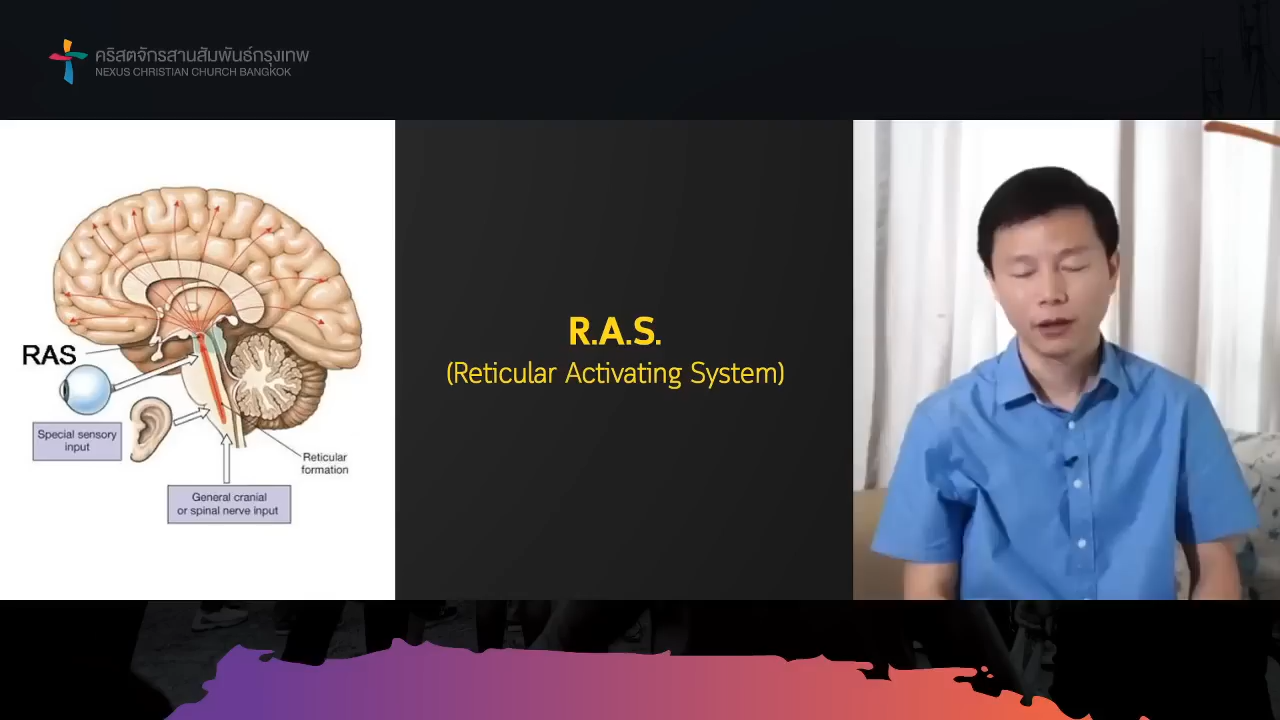 คริสตจักรสานสัมพันธ์กรุงเทพ
NEXUS CHRISTIAN CHURCH BANGKOK
R.A.S.
(Reticular Activating System)
RAS
Special sensory
input
Reticular
formation
General cranial
or spinal nerve input